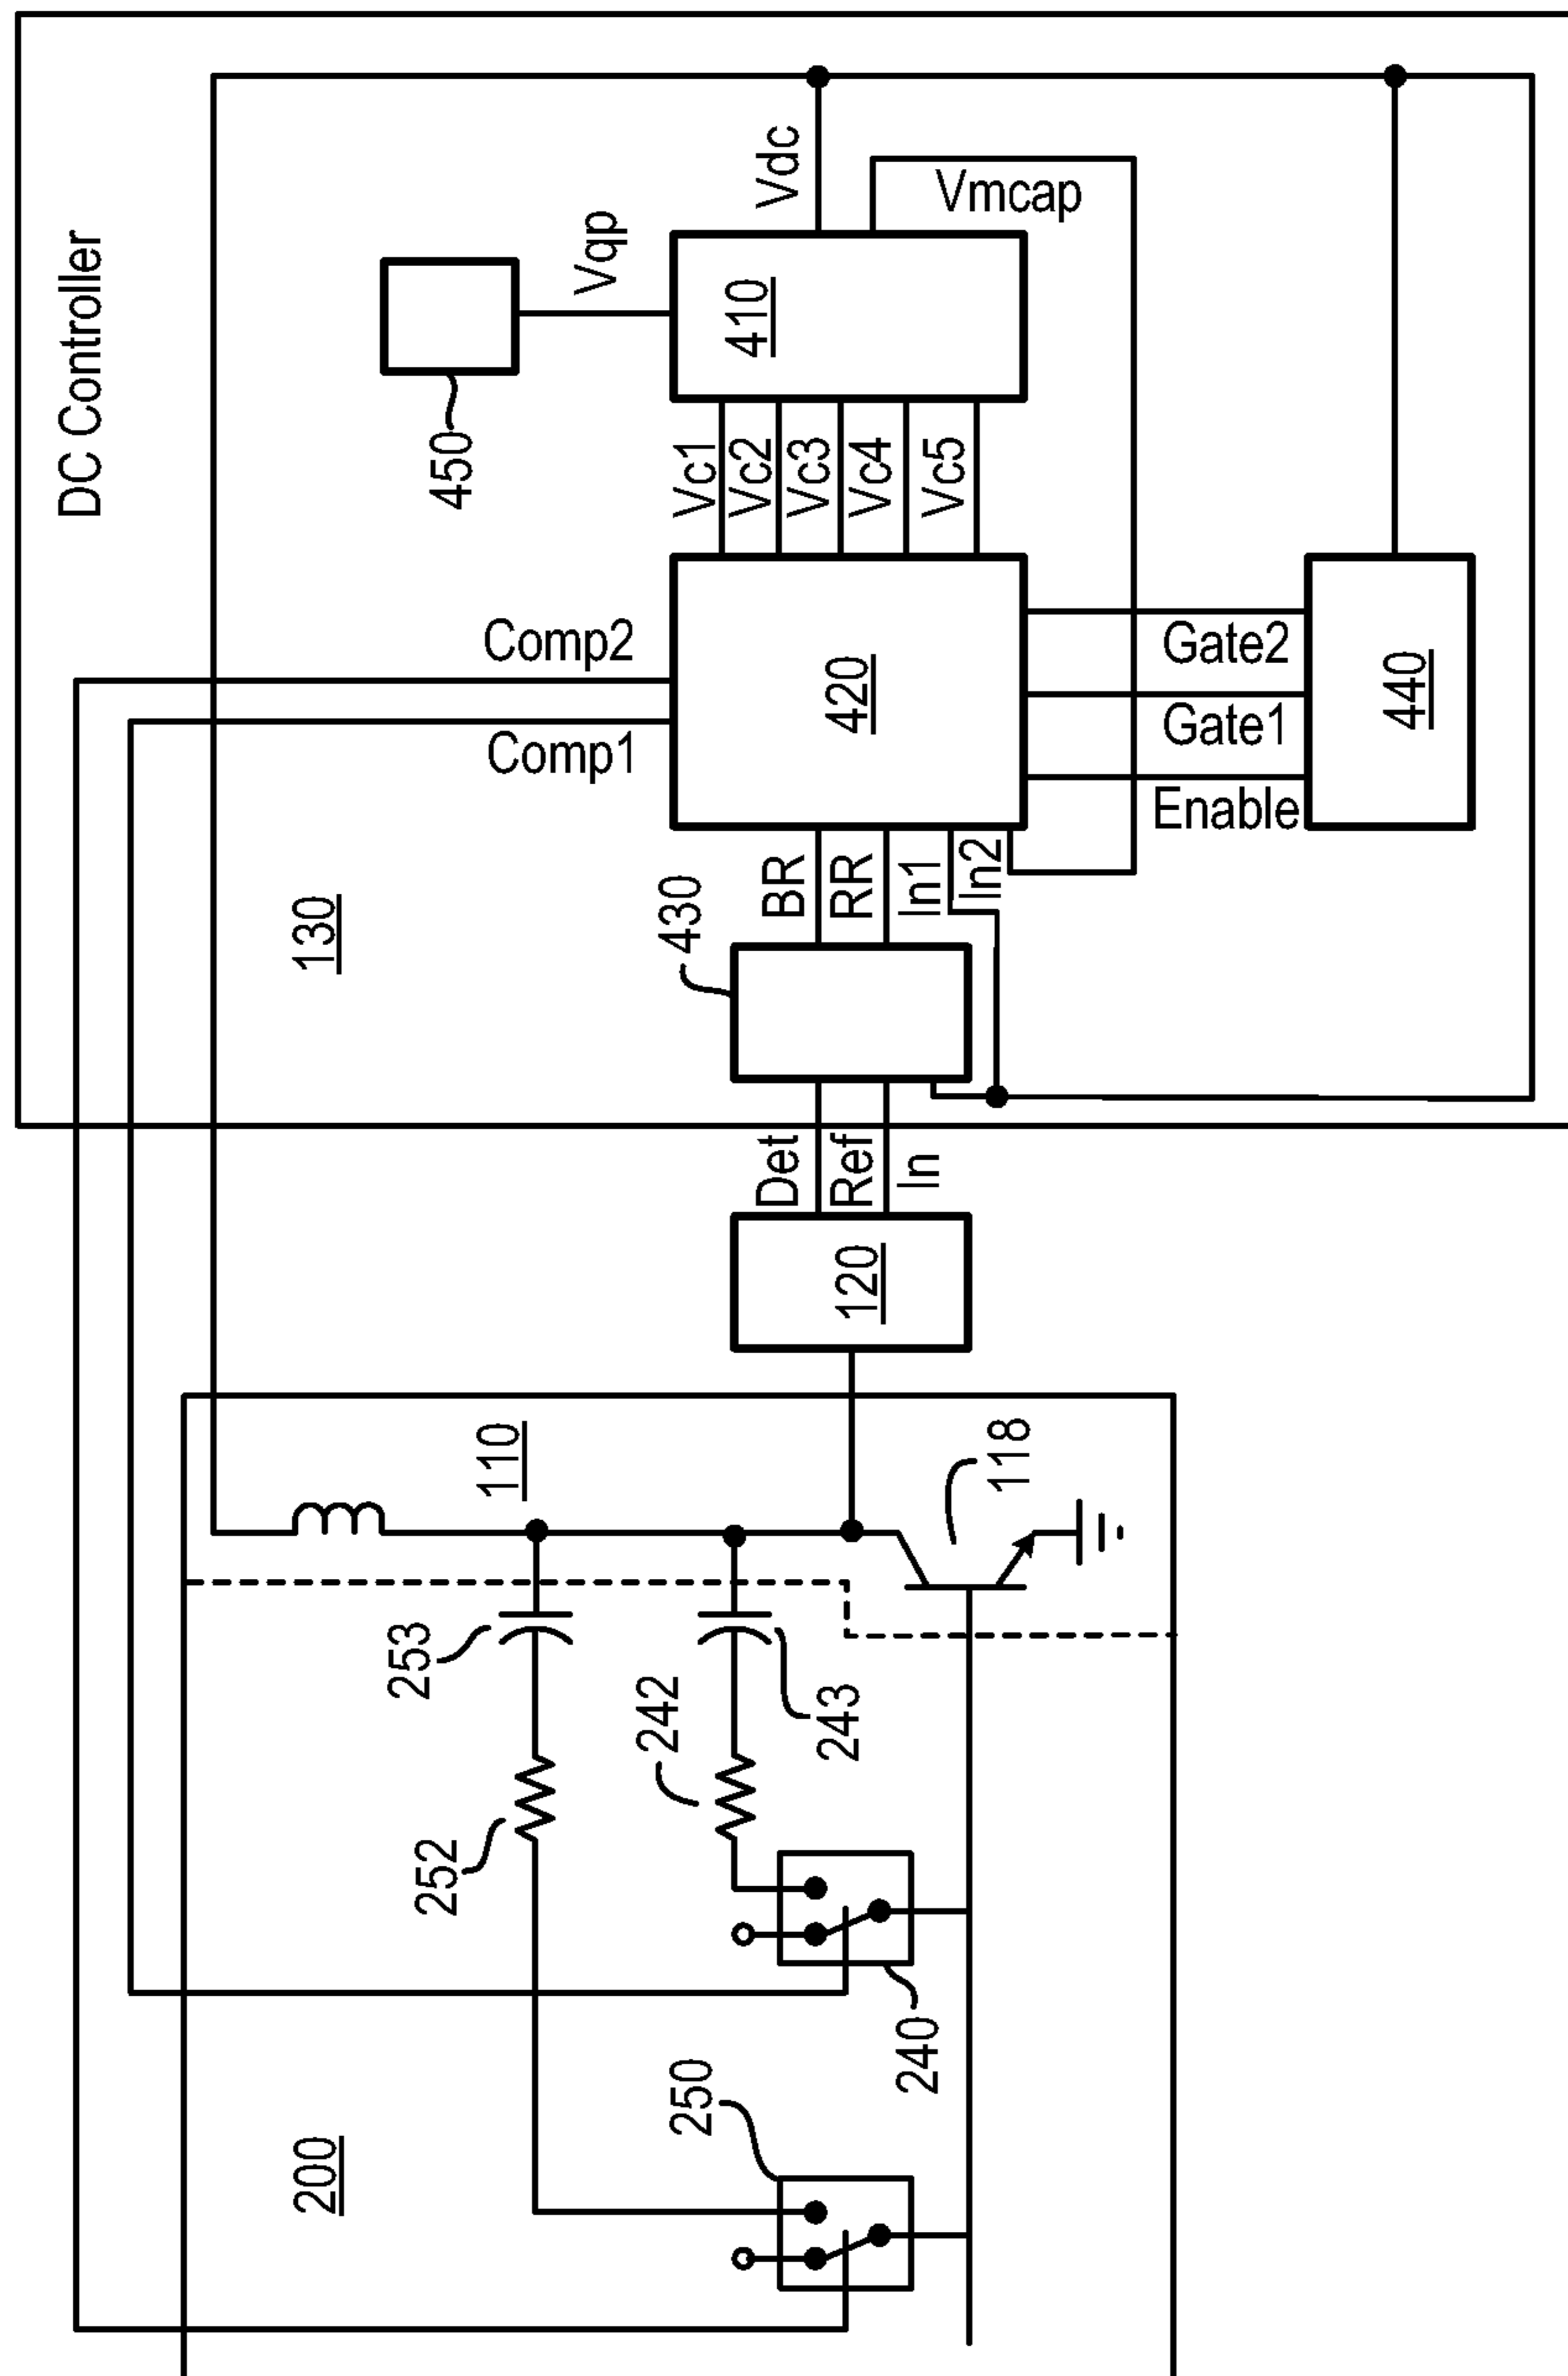 DC Controller
Vdc
Vmcap
Vqp
410
450
Vc1
Vc2
Vc3
Vc4
Vc5
Comp2
Comp1
420
Gate2
Gate1
Enable
440
130
430
BR
RR
In1
In2
Det
Ref
In
120
110
118
253
242
243
252
240
250
200